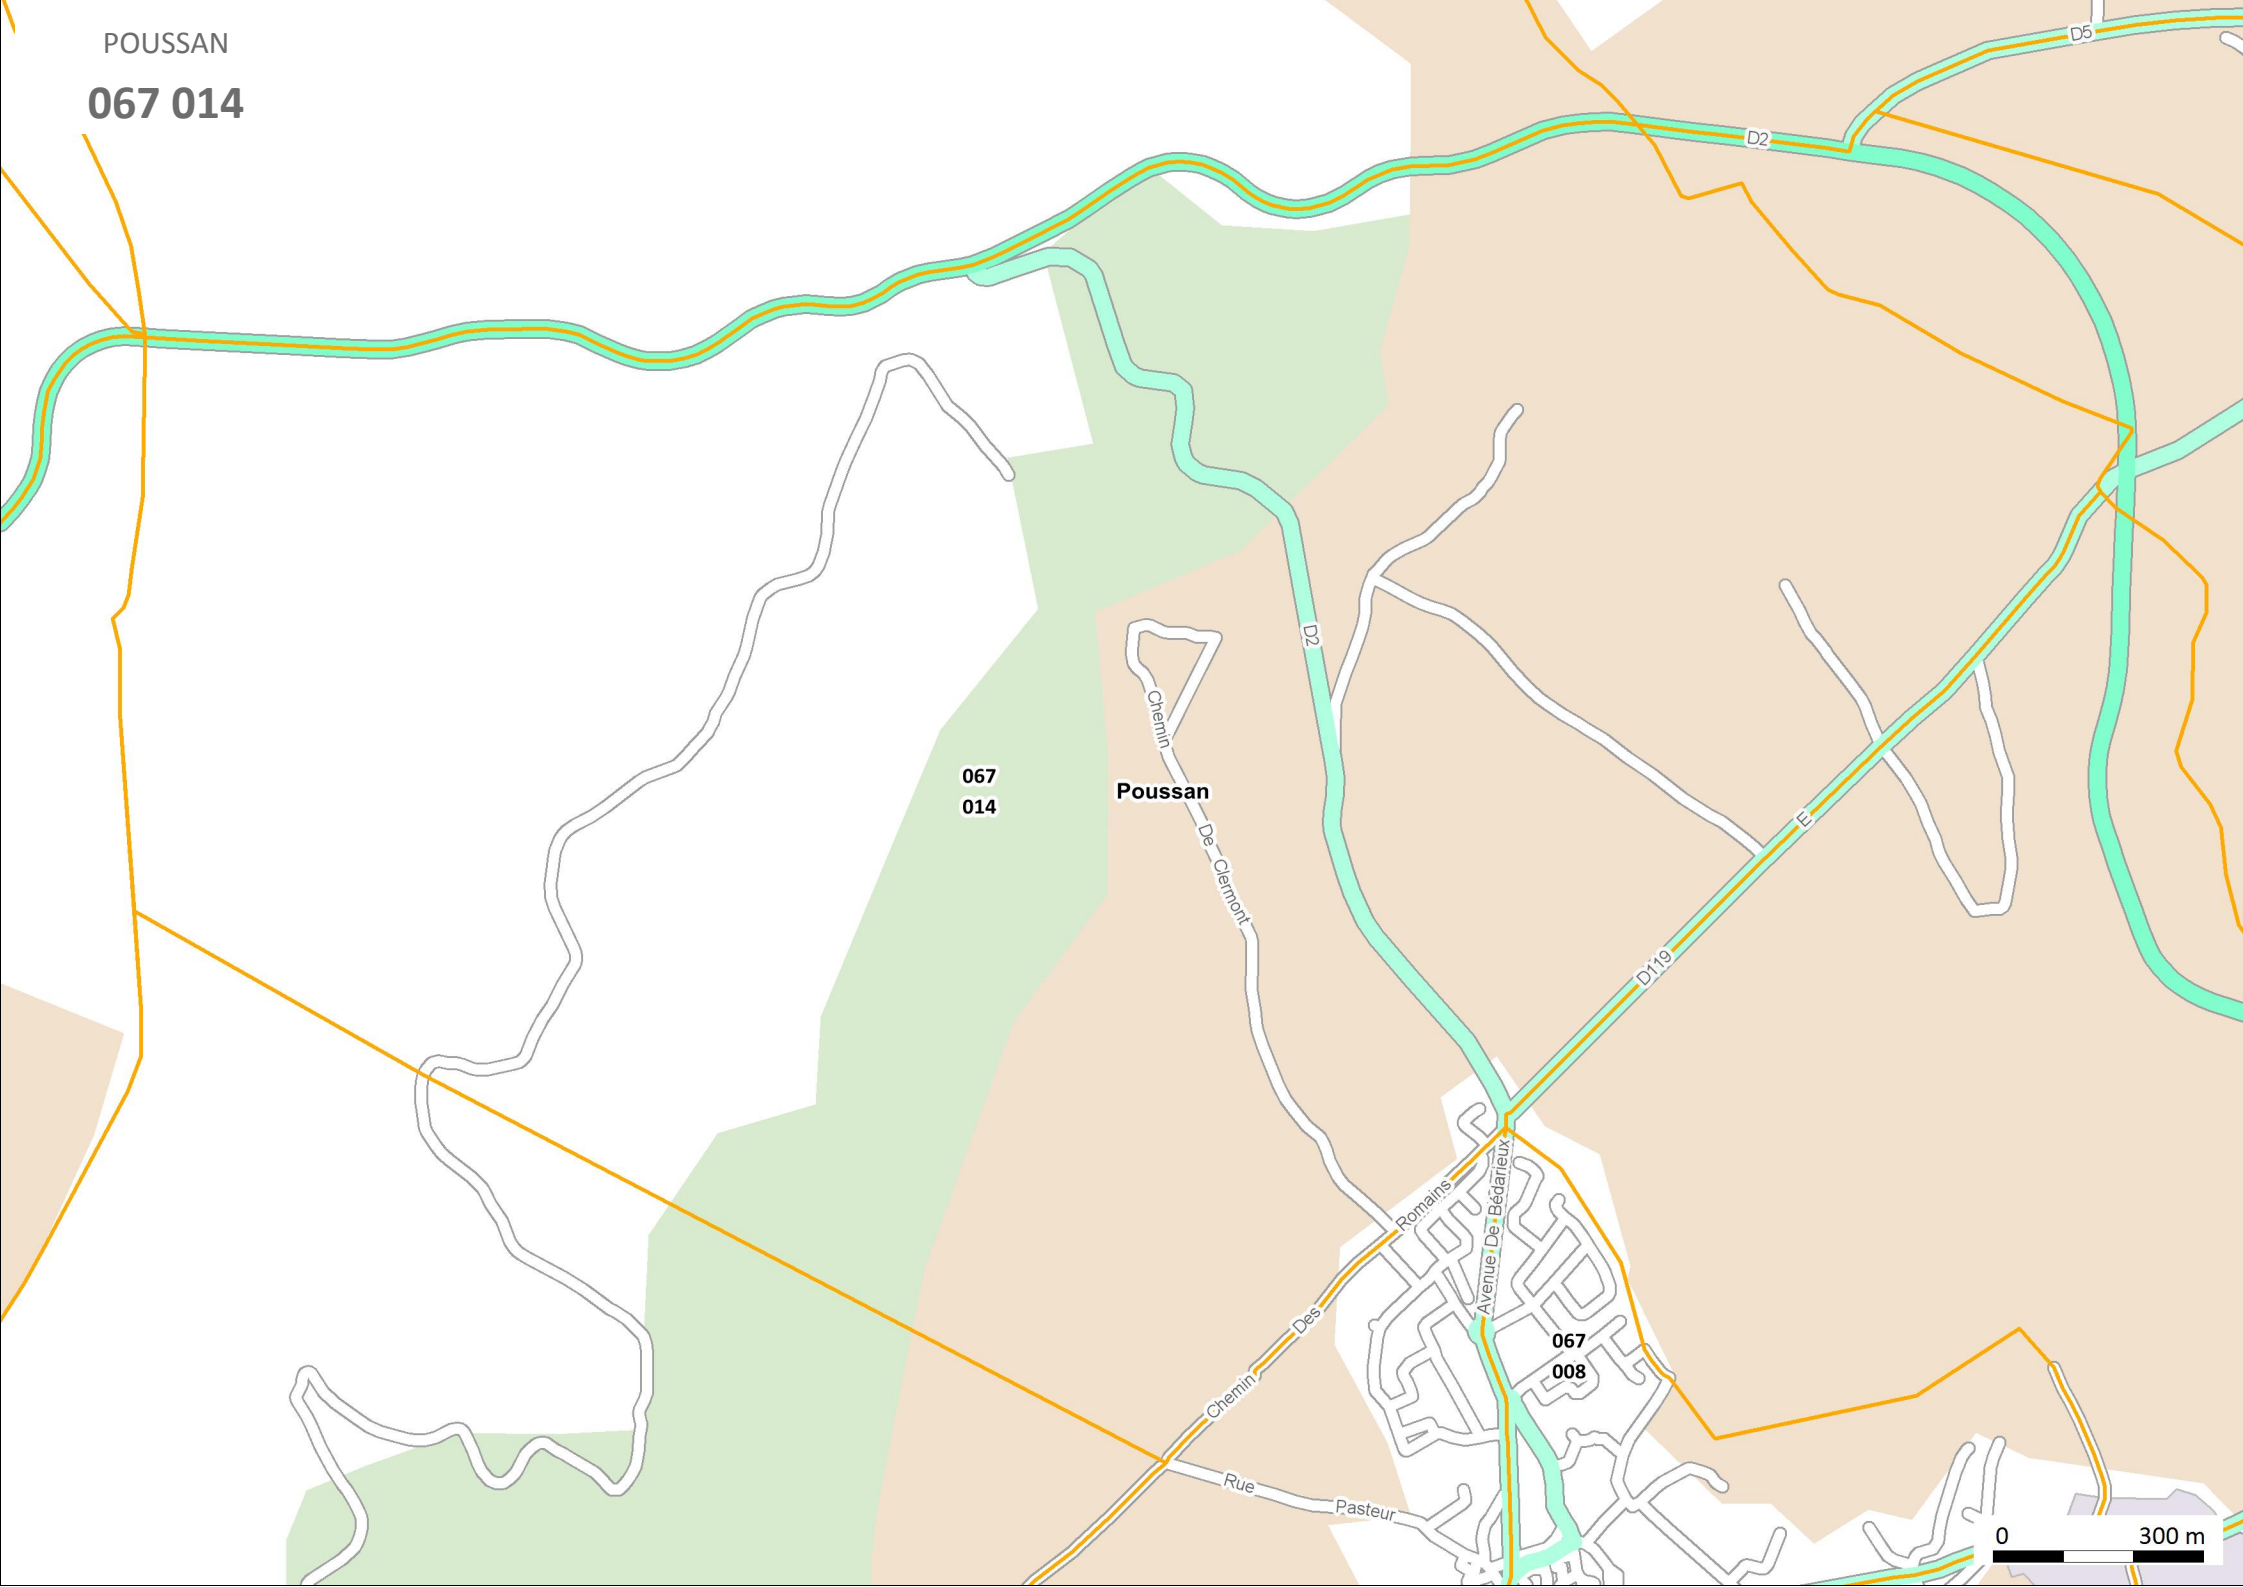 POUSSAN
067 014
D5
D2
D2
Chemin
067
014
Poussan
De Clermont
E
D119
Avenue De Bédarieux
Chemin Des Romains
067
008
Rue Pasteur
0 300 m